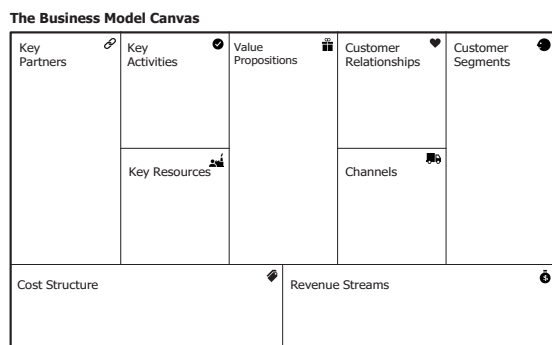 The Business Model Canvas
Key
Partners
Key
Activities
Key Resources
Value
Propositions
Customer
Relationships
Channels
Customer
Segments
Cost Structure
Revenue Streams